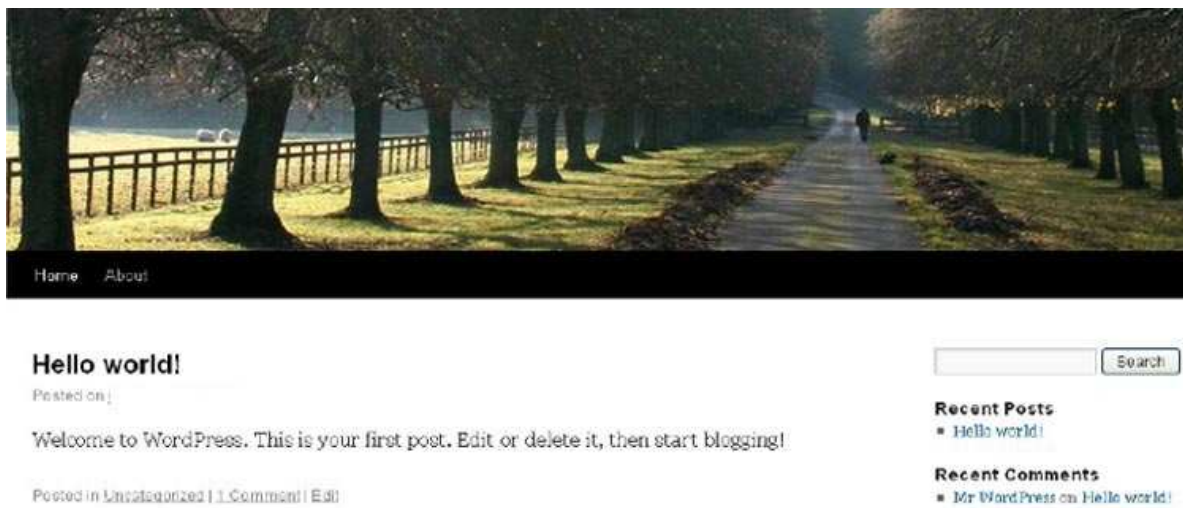 Home About
Hello world!
Posted on
Welcome to WordPress. This is your first post. Edit or delete it, then start blogging!
Posted in Uncategorized | 1 Comment | Edit
Search
Recent Posts
Hello world!
Recent Comments
Mr WordPress on Hello world!